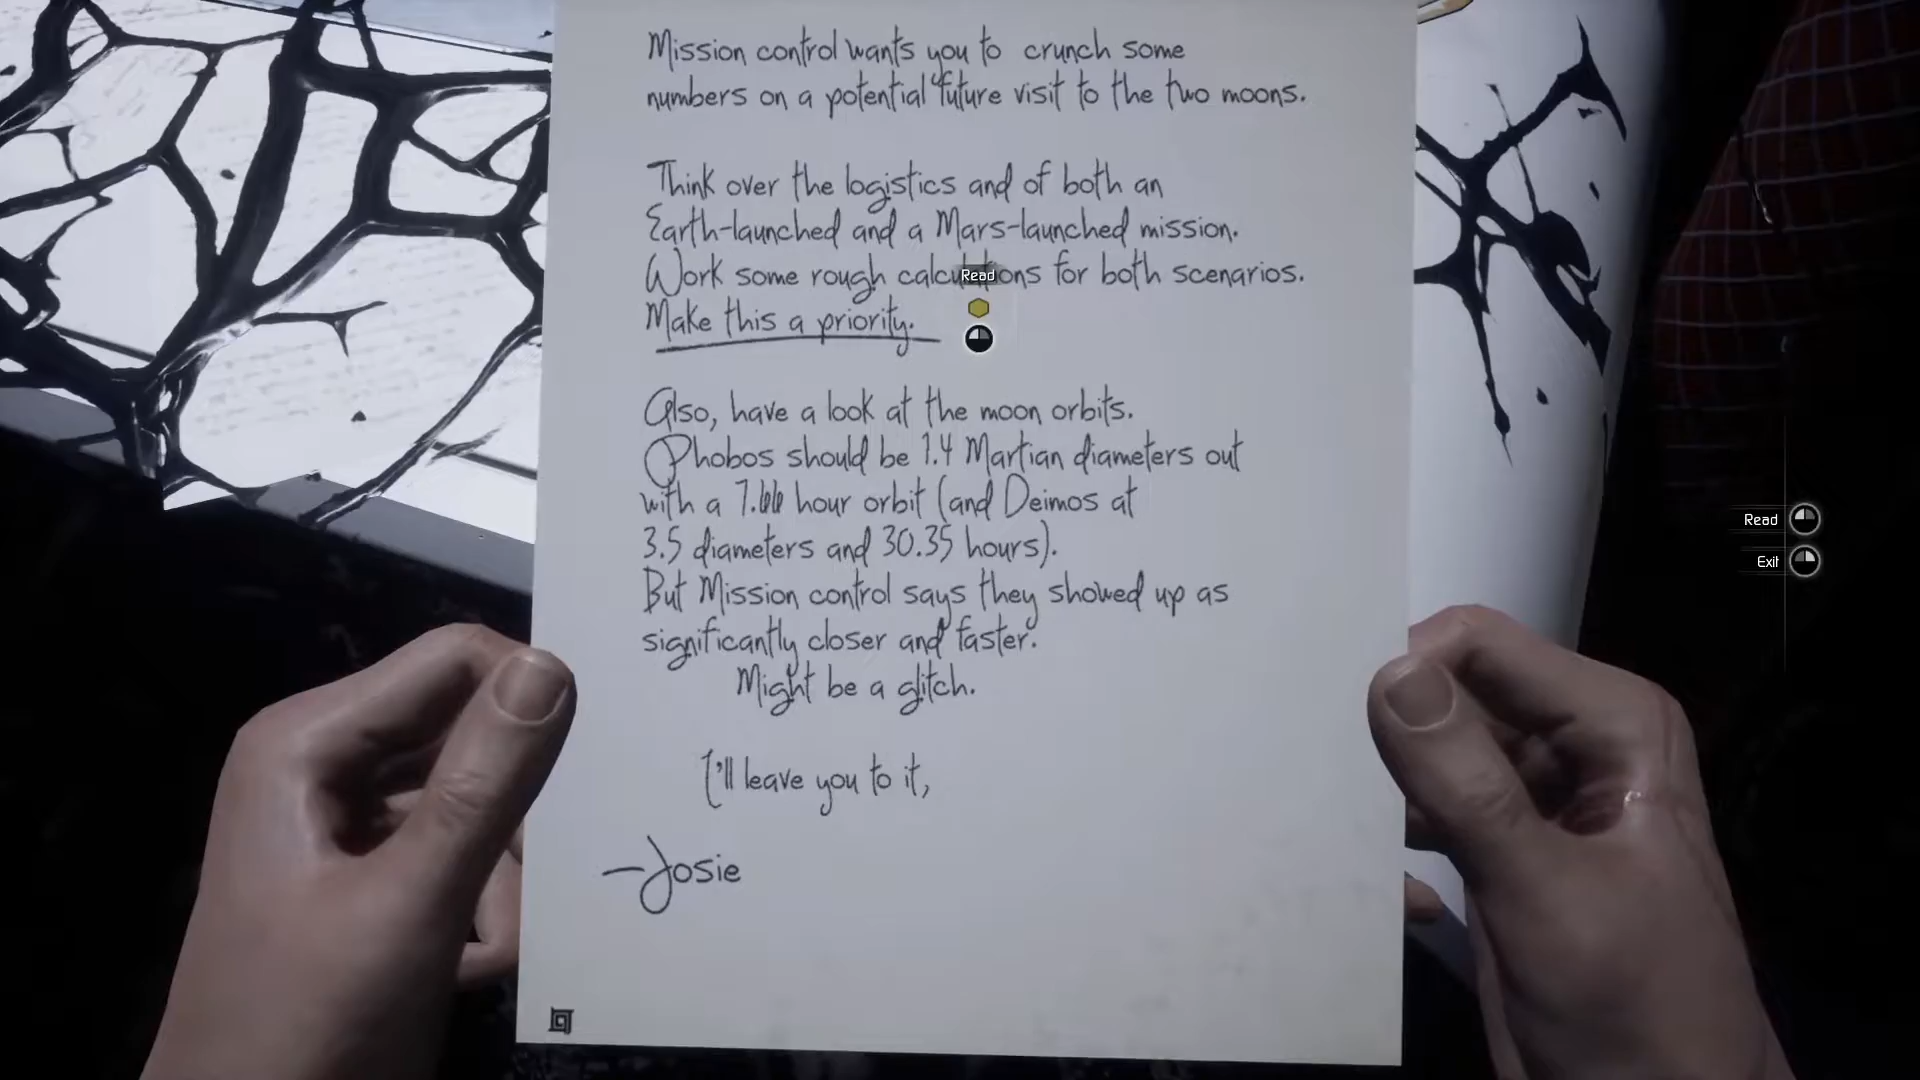 Mission control wants you to crunch some
numbers on a potential future visit to the two moons.
Think over the logistics and of both an
Earth-launched and a Mars-launched mission.
Work some rough calculations for both scenarios.
Read
Make this a priority.
Also, have a look at the moon orbits.
Phobos should be 1.4 Martian diameters out
with a 7.66 hour orbit (and Deimos at
3.5 diameters and 30.35 hours).
But Mission control says they showed up as
significantly closer and faster.
Might be a glitch.
I'll leave you to it,
—Josie
Read
Exit